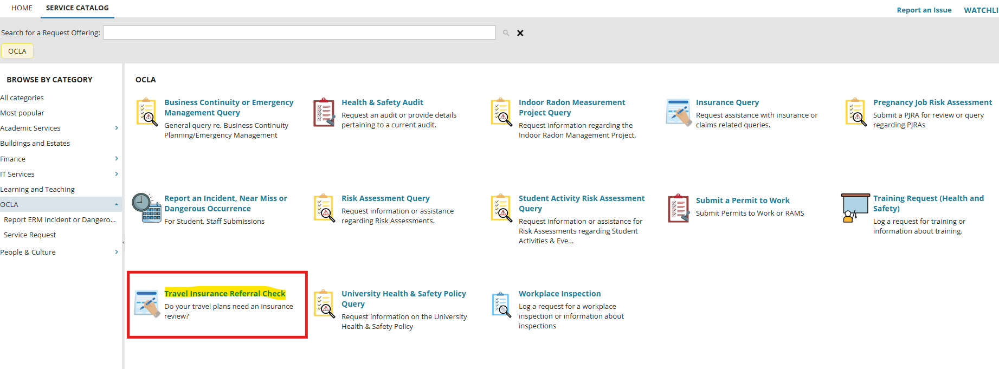 HOME
SERVICE CATALOG
Report an Issue
WATCHLI
Search for a Request Offering:
OCLA
BROWSE BY CATEGORY
All categories
Most popular
Academic Services
Buildings and Estates
Finance
IT Services
Learning and Teaching
OCLA
Report ERM Incident or Dangero...
Service Request
People & Culture
OCLA
Business Continuity or Emergency
Management Query
General query re. Business Continuity
Planning/Emergency Management
Health & Safety Audit
Request an audit or provide details
pertaining to a current audit.
Indoor Radon Measurement
Project Query
Request information regarding the
Indoor Radon Management Project.
Insurance Query
Request assistance with insurance or
claims related queries.
Pregnancy Job Risk Assessment
Submit a PJRA for review or query
regarding PJRAs
Report an Incident, Near Miss or
Dangerous Occurrence
For Student, Staff Submissions
Risk Assessment Query
Request information or assistance
regarding Risk Assessments.
Student Activity Risk Assessment
Query
Request information or assistance for
Risk Assessments regarding Student
Activities & Eve...
Submit a Permit to Work
Submit Permits to Work or RAMS
Training Request (Health and
Safety)
Log a request for training or
information about training.
Travel Insurance Referral Check
Do your travel plans need an insurance
review?
University Health & Safety Policy
Query
Request information on the University
Health & Safety Policy
Workplace Inspection
Log a request for a workplace
inspection or information about
inspections